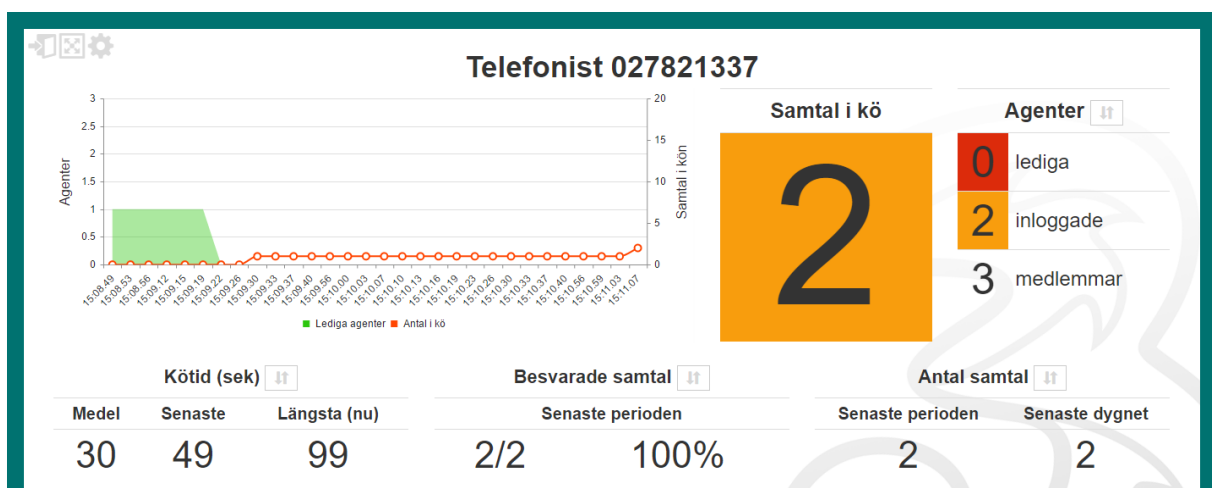 Telefonist 027821337
3
2.5
2
1.5
1
0.5
0
Agenter
20
15
10
5
0
Samtal i kön
15:08.49 15:08.53 15:08.56 15:09.12 15:09.15 15:09.19 15:09.22 15:09.26 15:09.30 15:09.33 15:09.37 15:09.40 15:09.56 15:10.00 15:10.03 15:10.07 15:10.10 15:10.13 15:10.16 15:10.19 15:10.23 15:10.26 15:10.30 15:10.33 15:10.37 15:10.40 15:10.56 15:10.59 15:11.03 15:11.07
Lediga agenter Antal i kö
Samtal i kö
2
Agenter
0 lediga
2 inloggade
3 medlemmar
Kötid (sek)
Medel Senaste Längsta (nu)
30 49 99
Besvarade samtal
Senaste perioden
2/2 100%
Antal samtal
Senaste perioden Senaste dygnet
2 2